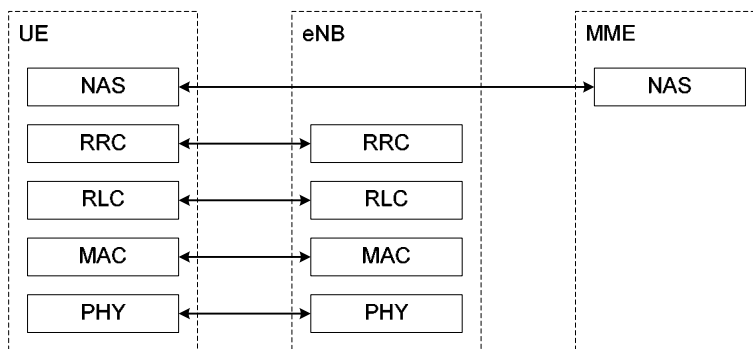 UE eNB MME
NAS NAS
RRC RRC
RLC RLC
MAC MAC
PHY PHY